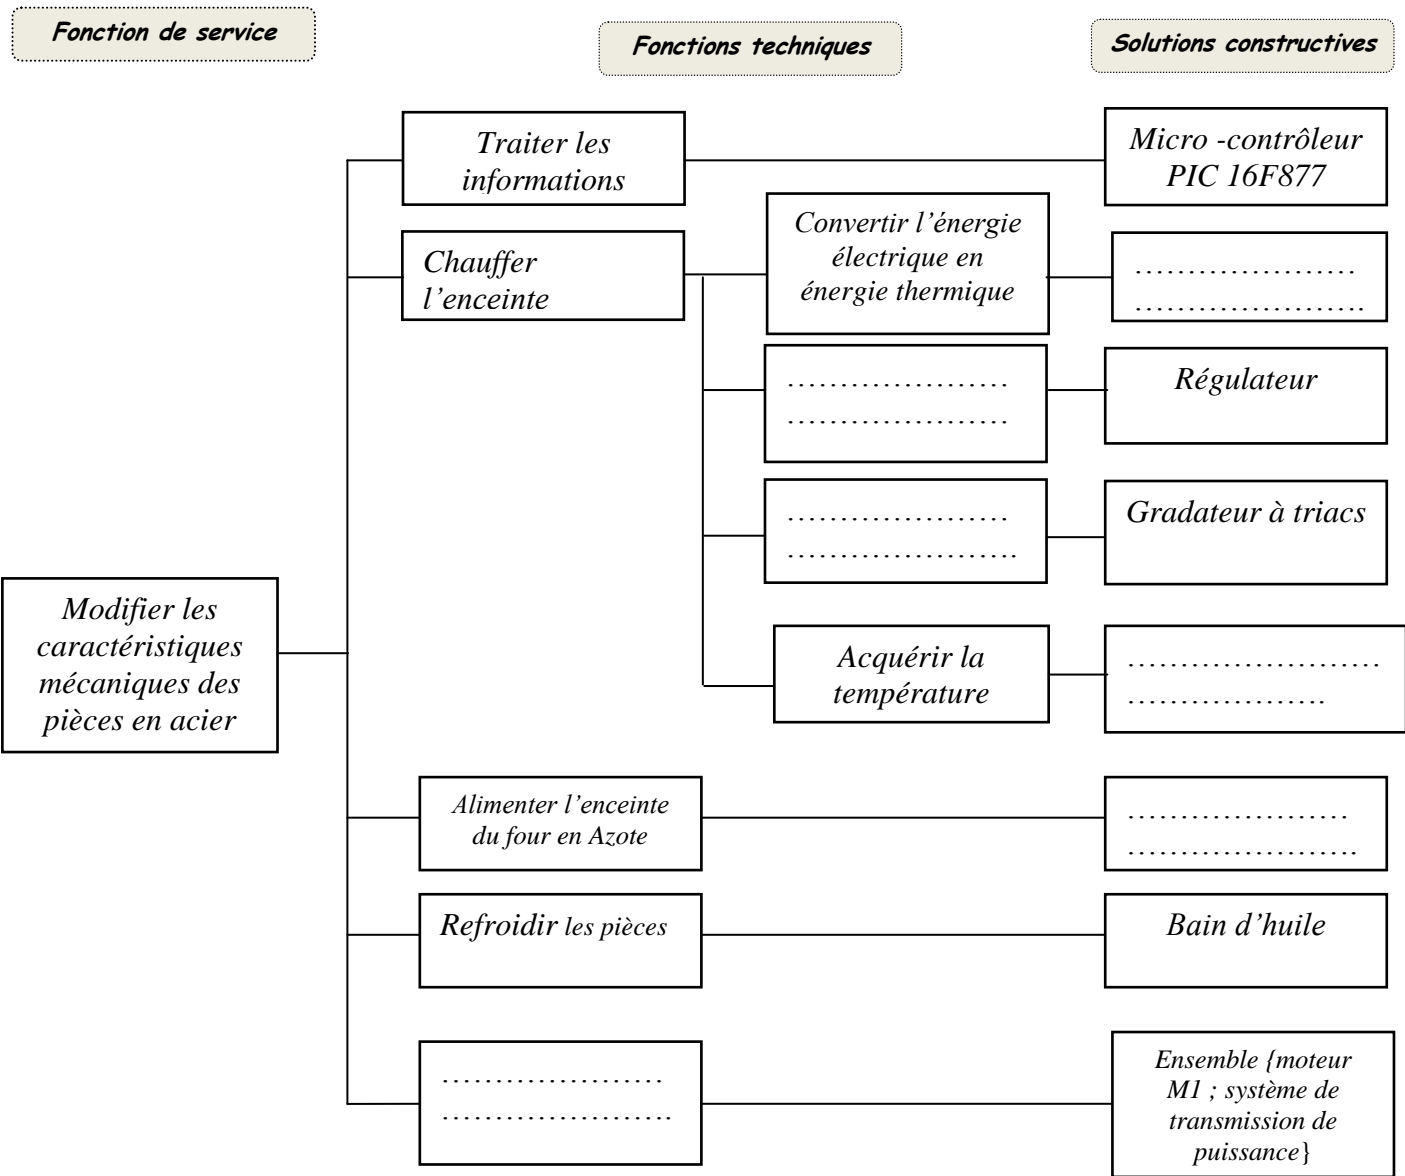 Fonction de service
Fonctions techniques
Solutions constructives
Traiter les
informations
Micro -contrôleur
PIC 16F877
Chauffer
l'enceinte
Convertir l'énergie
électrique en
énergie thermique
…………………
………………….
…………………
…………………
Régulateur
…………………
………………….
Gradateur à triacs
Modifier les
caractéristiques
mécaniques des
pièces en acier
Acquérir la
température
……………………
……………….
Alimenter l'enceinte
du four en Azote
…………………
………………….
Refroidir les pièces
Bain d'huile
…………………
………………….
Ensemble {moteur
M1 ; système de
transmission de
puissance}